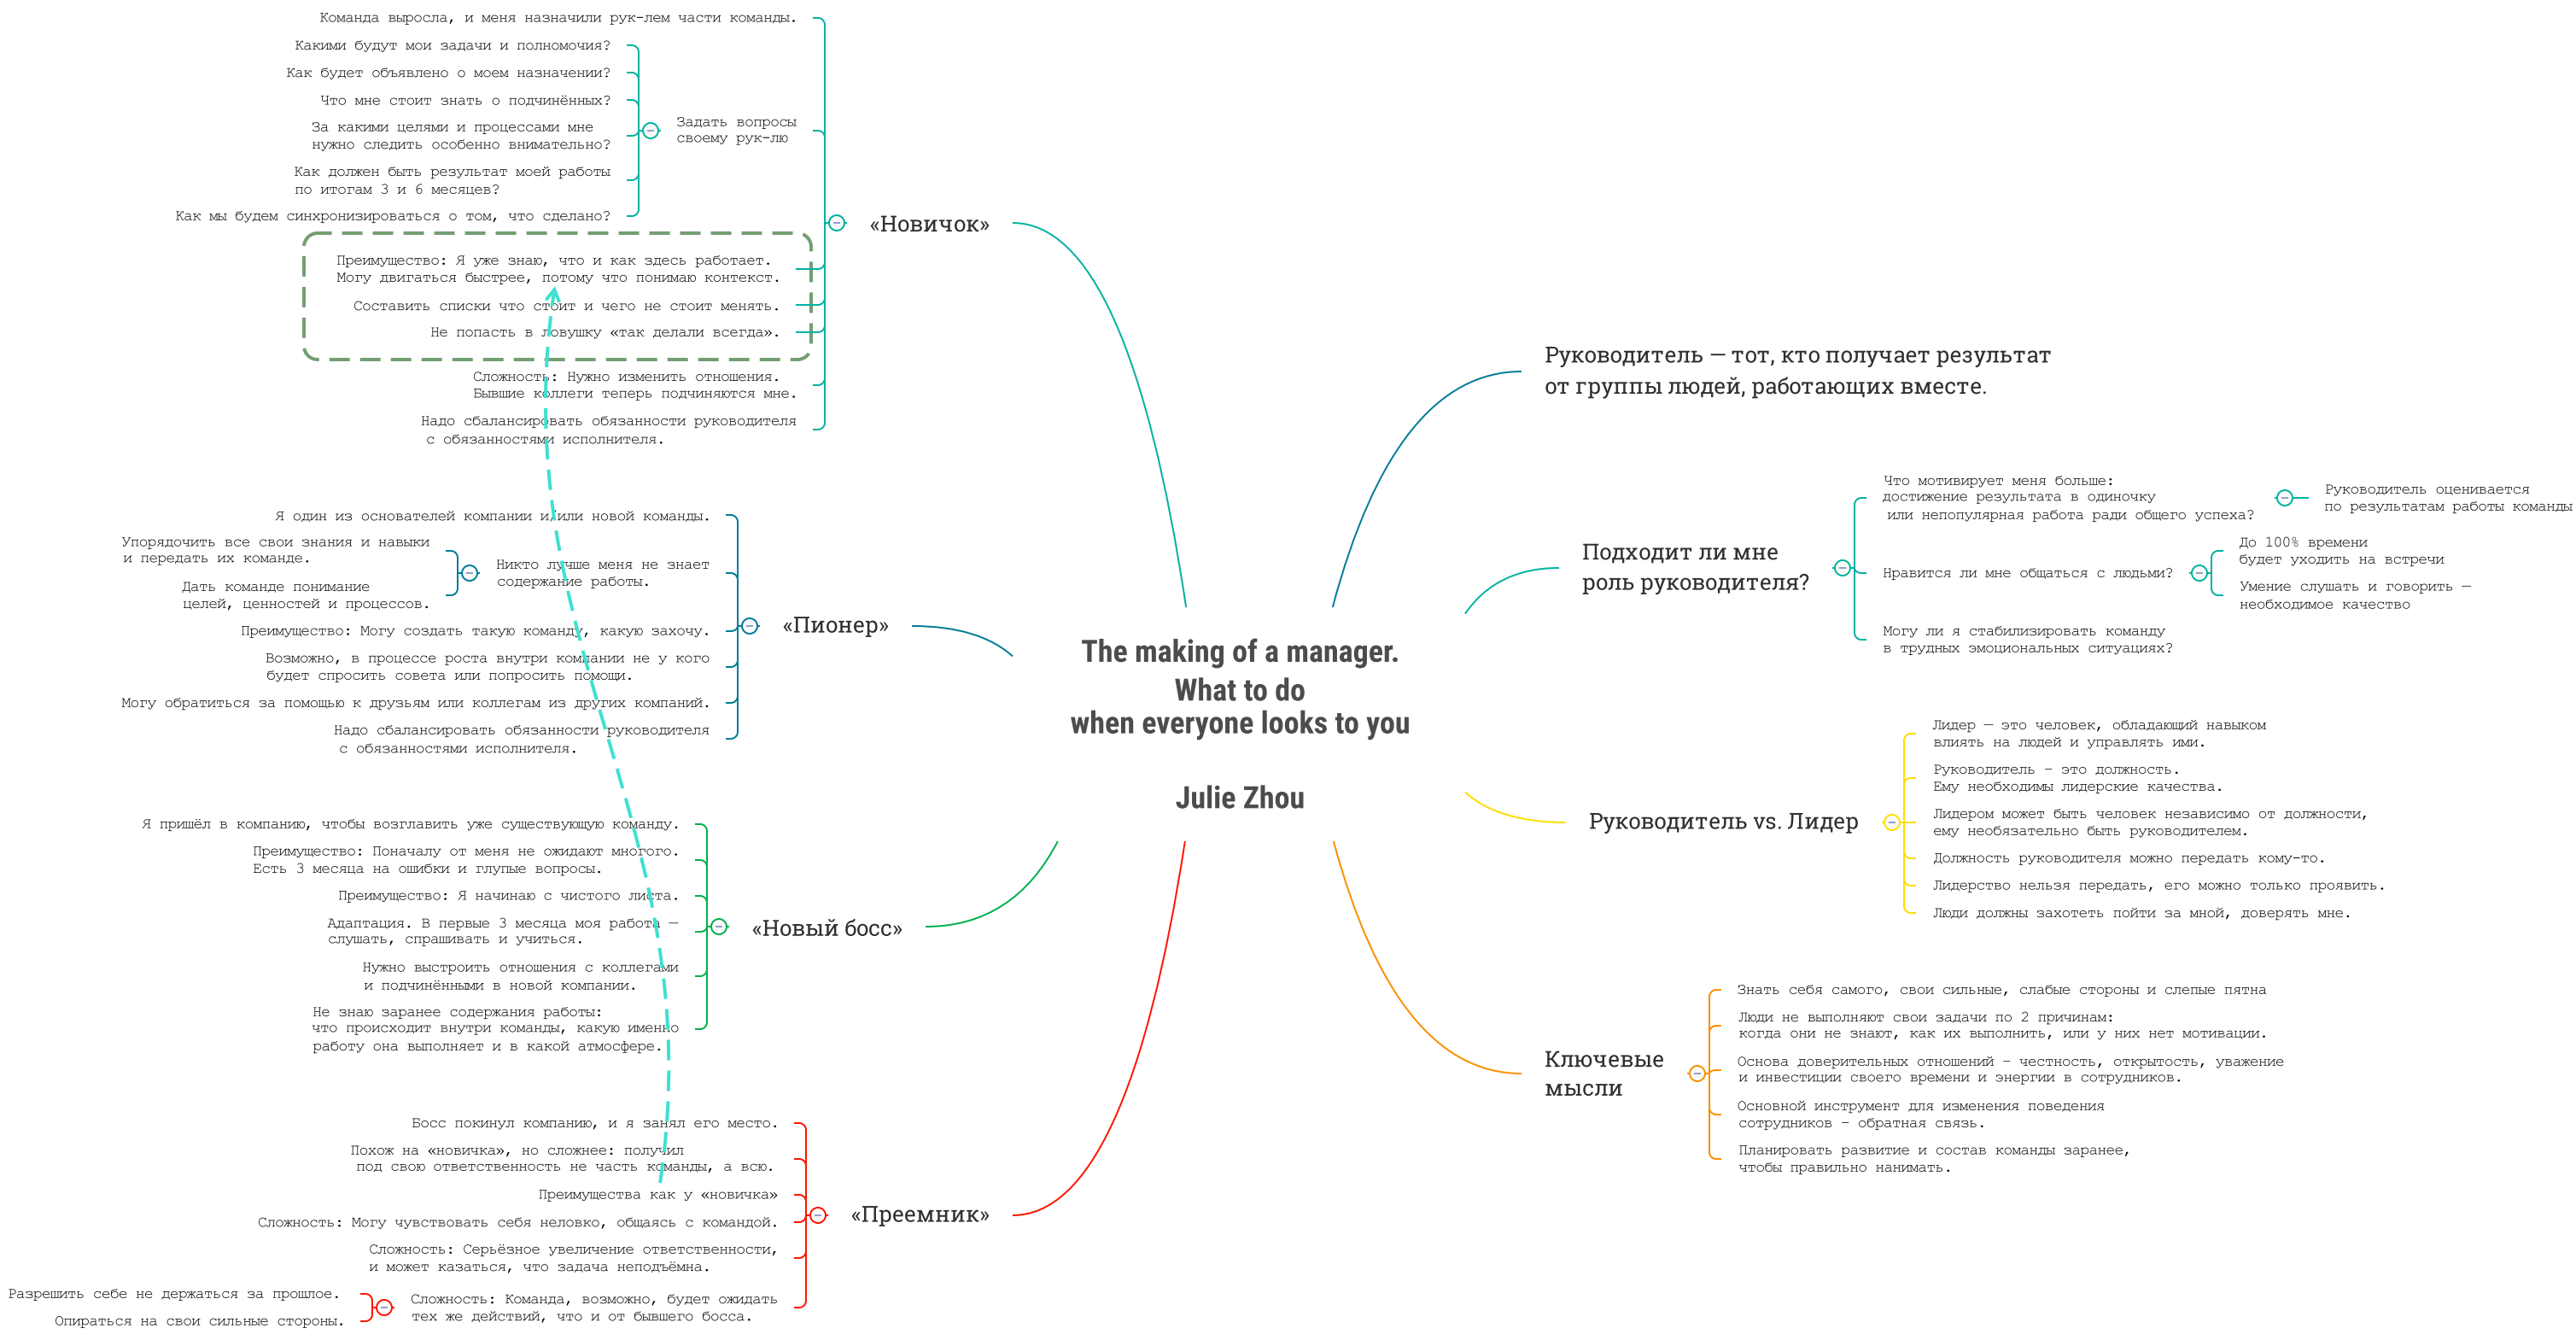 The making of a manager.
What to do
when everyone looks to you
Julie Zhou
Руководитель — тот, кто получает результат
от группы людей, работающих вместе.
Подходит ли мне
роль руководителя?
Что мотивирует меня больше:
достижение результата в одиночку
или непопулярная работа ради общего успеха?
Руководитель оценивается
по результатам работы команды
Нравится ли мне общаться с людьми?
До 100% времени
будет уходить на встречи
Умение слушать и говорить —
необходимое качество
Могу ли я стабилизировать команду
в трудных эмоциональных ситуациях?
Руководитель vs. Лидер
Лидер — это человек, обладающий навыком
влиять на людей и управлять ими.
Руководитель - это должность.
Ему необходимы лидерские качества.
Лидером может быть человек независимо от должности,
ему необязательно быть руководителем.
Должность руководителя можно передать кому-то.
Лидерство нельзя передать, его можно только проявить.
Люди должны захотеть пойти за мной, доверять мне.
Ключевые
мысли
Знать себя самого, свои сильные, слабые стороны и слепые пятна
Люди не выполняют свои задачи по 2 причинам:
когда они не знают, как их выполнить, или у них нет мотивации.
Основа доверительных отношений - честность, открытость, уважение
и инвестиции своего времени и энергии в сотрудников.
Основной инструмент для изменения поведения
сотрудников - обратная связь.
Планировать развитие и состав команды заранее,
чтобы правильно нанимать.
«Новичок»
Команда выросла, и меня назначили рук-лем части команды.
Задать вопросы
своему рук-лю
Какими будут мои задачи и полномочия?
Как будет объявлено о моем назначении?
Что мне стоит знать о подчинённых?
За какими целями и процессами мне
нужно следить особенно внимательно?
Как должен быть результат моей работы
по итогам 3 и 6 месяцев?
Как мы будем синхронизироваться о том, что сделано?
Преимущество: Я уже знаю, что и как здесь работает.
Могу двигаться быстрее, потому что понимаю контекст.
Составить списки что стоит и чего не стоит менять.
Не попасть в ловушку «так делали всегда».
Сложность: Нужно изменить отношения.
Бывшие коллеги теперь подчиняются мне.
Надо сбалансировать обязанности руководителя
с обязанностями исполнителя.
«Пионер»
Я один из основателей компании и/или новой команды.
Никто лучше меня не знает
содержание работы.
Упорядочить все свои знания и навыки
и передать их команде.
Дать команде понимание
целей, ценностей и процессов.
Преимущество: Могу создать такую команду, какую захочу.
Возможно, в процессе роста внутри компании не у кого
будет спросить совета или попросить помощи.
Могу обратиться за помощью к друзьям или коллегам из других компаний.
Надо сбалансировать обязанности руководителя
с обязанностями исполнителя.
«Новый босс»
Я пришёл в компанию, чтобы возглавить уже существующую команду.
Преимущество: Поначалу от меня не ожидают многого.
Есть 3 месяца на ошибки и глупые вопросы.
Преимущество: Я начинаю с чистого листа.
Адаптация. В первые 3 месяца моя работа —
слушать, спрашивать и учиться.
Нужно выстроить отношения с коллегами
и подчинёнными в новой компании.
Не знаю заранее содержания работы:
что происходит внутри команды, какую именно
работу она выполняет и в какой атмосфере.
«Преемник»
Босс покинул компанию, и я занял его место.
Похож на «новичка», но сложнее: получил
под свою ответственность не часть команды, а всю.
Преимущества как у «новичка»
Сложность: Могу чувствовать себя неловко, общаясь с командой.
Сложность: Серьёзное увеличение ответственности,
и может казаться, что задача неподъёмна.
Сложность: Команда, возможно, будет ожидать
тех же действий, что и от бывшего босса.
Разрешить себе не держаться за прошлое.
Опираться на свои сильные стороны.